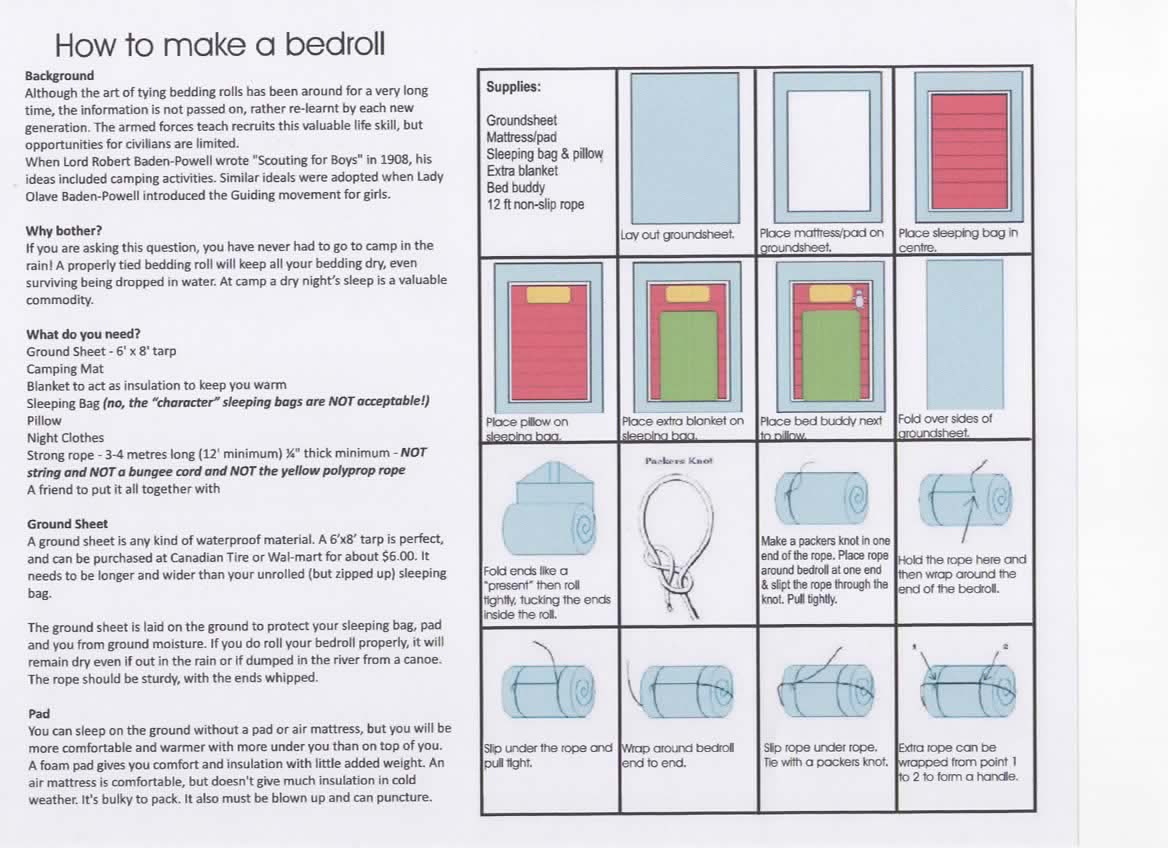 How to make a bedroll
Background
Although the art of tying bedding rolls has been around for a very long
time, the information is not passed on, rather re-learnt by each new
generation. The armed forces teach recruits this valuable life skill, but
opportunities for civilians are limited.
When Lord Robert Baden-Powell wrote "Scouting for Boys" in 1908, his
ideas included camping activities. Similar ideals were adopted when Lady
Olave Baden-Powell introduced the Guiding movement for girls.
Why bother?
If you are asking this question, you have never had to go to camp in the
rain! A properly tied bedding roll will keep all your bedding dry, even
surviving being dropped in water. At camp a dry night's sleep is a valuable
commodity.
What do you need?
Ground Sheet - 6' x 8' tarp
Camping Mat
Blanket to act as insulation to keep you warm
Sleeping Bag (no, the "character" sleeping bags are NOT acceptable!)
Pillow
Night Clothes
Strong rope - 3-4 metres long (12' minimum) ¼" thick minimum - NOT
string and NOT a bungee cord and NOT the yellow polyprop rope
A friend to put it all together with
Ground Sheet
A ground sheet is any kind of waterproof material. A 6'x8' tarp is perfect,
and can be purchased at Canadian Tire or Wal-mart for about $6.00. It
needs to be longer and wider than your unrolled (but zipped up) sleeping
bag.
The ground sheet is laid on the ground to protect your sleeping bag, pad
and you from ground moisture. If you do roll your bedroll properly, it will
remain dry even if out in the rain or if dumped in the river from a canoe.
The rope should be sturdy, with the ends whipped.
Pad
You can sleep on the ground without a pad or air mattress, but you will be
more comfortable and warmer with more under you than on top of you.
A foam pad gives you comfort and insulation with little added weight. An
air mattress is comfortable, but doesn't give much insulation in cold
weather. It's bulky to pack. It also must be blown up and can puncture.
Supplies:
Groundsheet
Mattress/pad
Sleeping bag & pillow
Extra blanket
Bed buddy
12 ft non-slip rope
Lay out groundsheet.
Place mattress/pad on
groundsheet.
Place sleeping bag in
centre.
Place pillow on
sleeping bag.
Place extra blanket on
sleeping bag.
Place bed buddy next
to pillow.
Fold over sides of
groundsheet.
Fold ends like a
"present" then roll
tightly, tucking the ends
inside the roll.
Packers Knot
Make a packers knot in one
end of the rope. Place rope
around bedroll at one end
& slipt the rope through the
knot. Pull tightly.
Hold the rope here and
then wrap around the
end of the bedroll.
Slip under the rope and
pull tight.
Wrap around bedroll
end to end.
Slip rope under rope.
Tie with a packers knot.
1
2
Extra rope can be
wrapped from point 1
to 2 to form a handle.